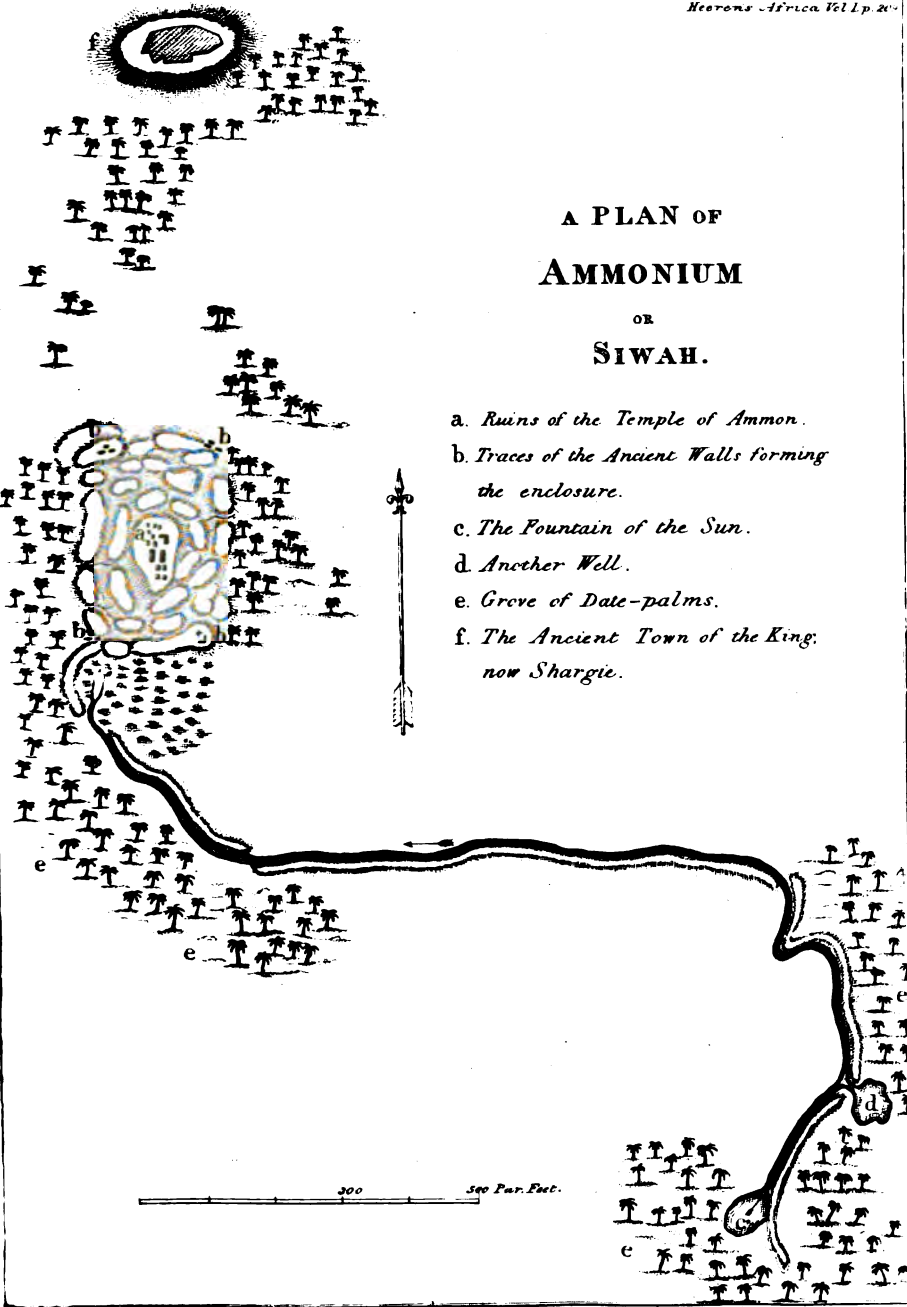 Heeren's Africa Vol I. p.
f
A PLAN OF
AMMONIUM
OR
SIWAH.
a. Ruins of the Temple of Ammon.
b. Traces of the Ancient Walls forming
the enclosure.
c. The Fountain of the Sun.
d. Another Well.
e. Grove of Date-palms.
f. The Ancient Town of the King,
now Shargie.
b b
a
b b
e
e
e
d
c
e
300 500 Par. Feet.